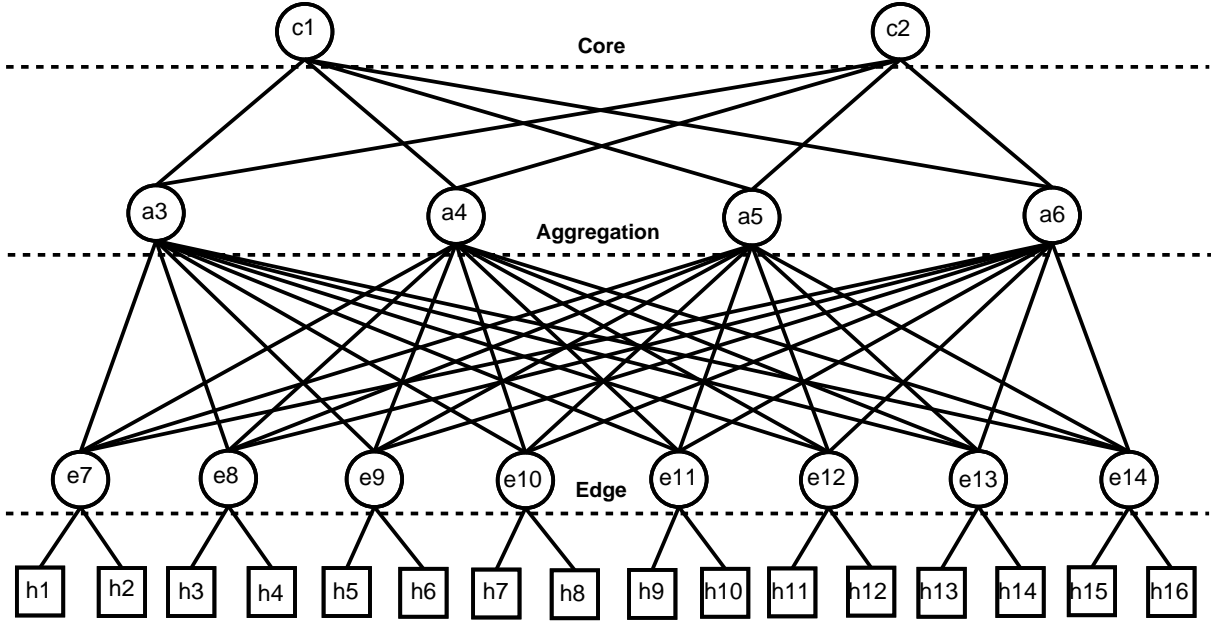 c1
c2
Core
a3
a4
a5
a6
Aggregation
e7
e8
e9
e10
e11
e12
e13
e14
Edge
h1
h2
h3
h4
h5
h6
h7
h8
h9
h10
h11
h12
h13
h14
h15
h16